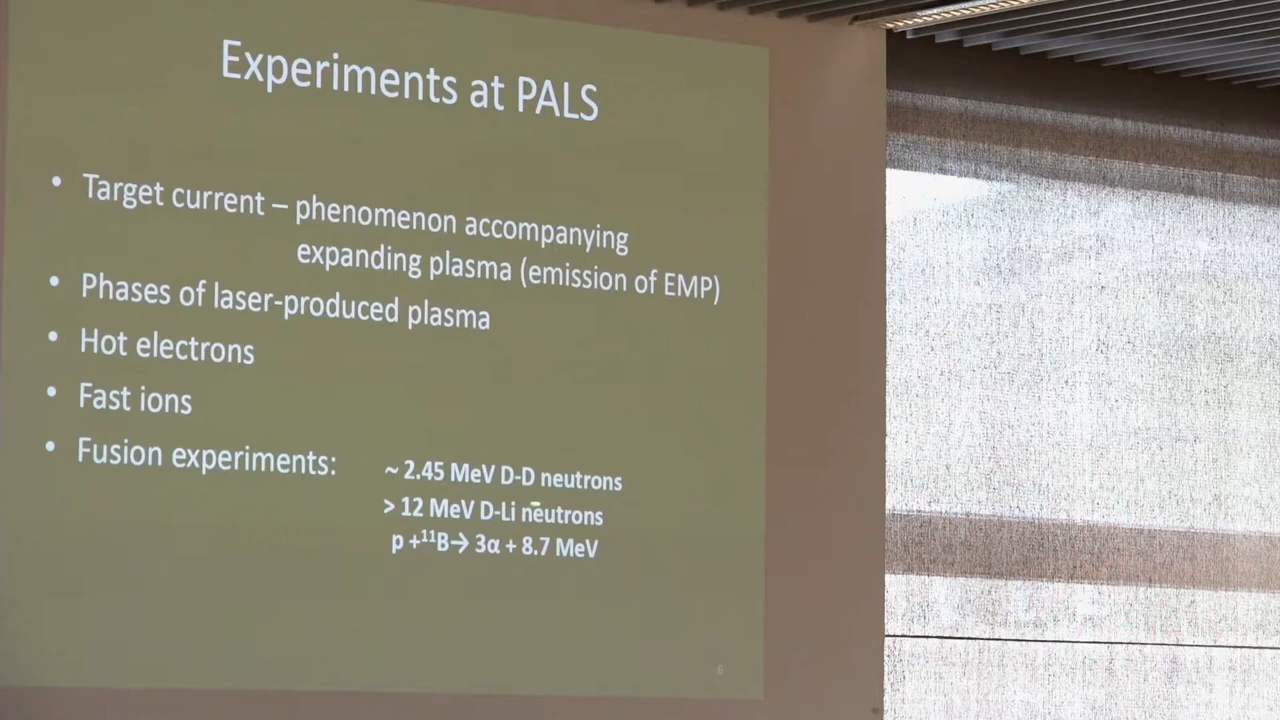 Experiments at PALS
• Target current – phenomenon accompanying
expanding plasma (emission of EMP)
• Phases of laser-produced plasma
• Hot electrons
• Fast ions
• Fusion experiments:
~ 2.45 MeV D-D neutrons
> 12 MeV D-Li neutrons
p +¹¹B→ 3α + 8.7 MeV
6